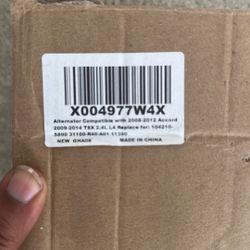 X004977W4X
Alternator Compatible with 2008-2012 Accord
2009-2014 TSX 2.4L L4 Replace for: 104210-
5890 31100-R40-A01 11390
NEW GRADE MADE IN CHINA